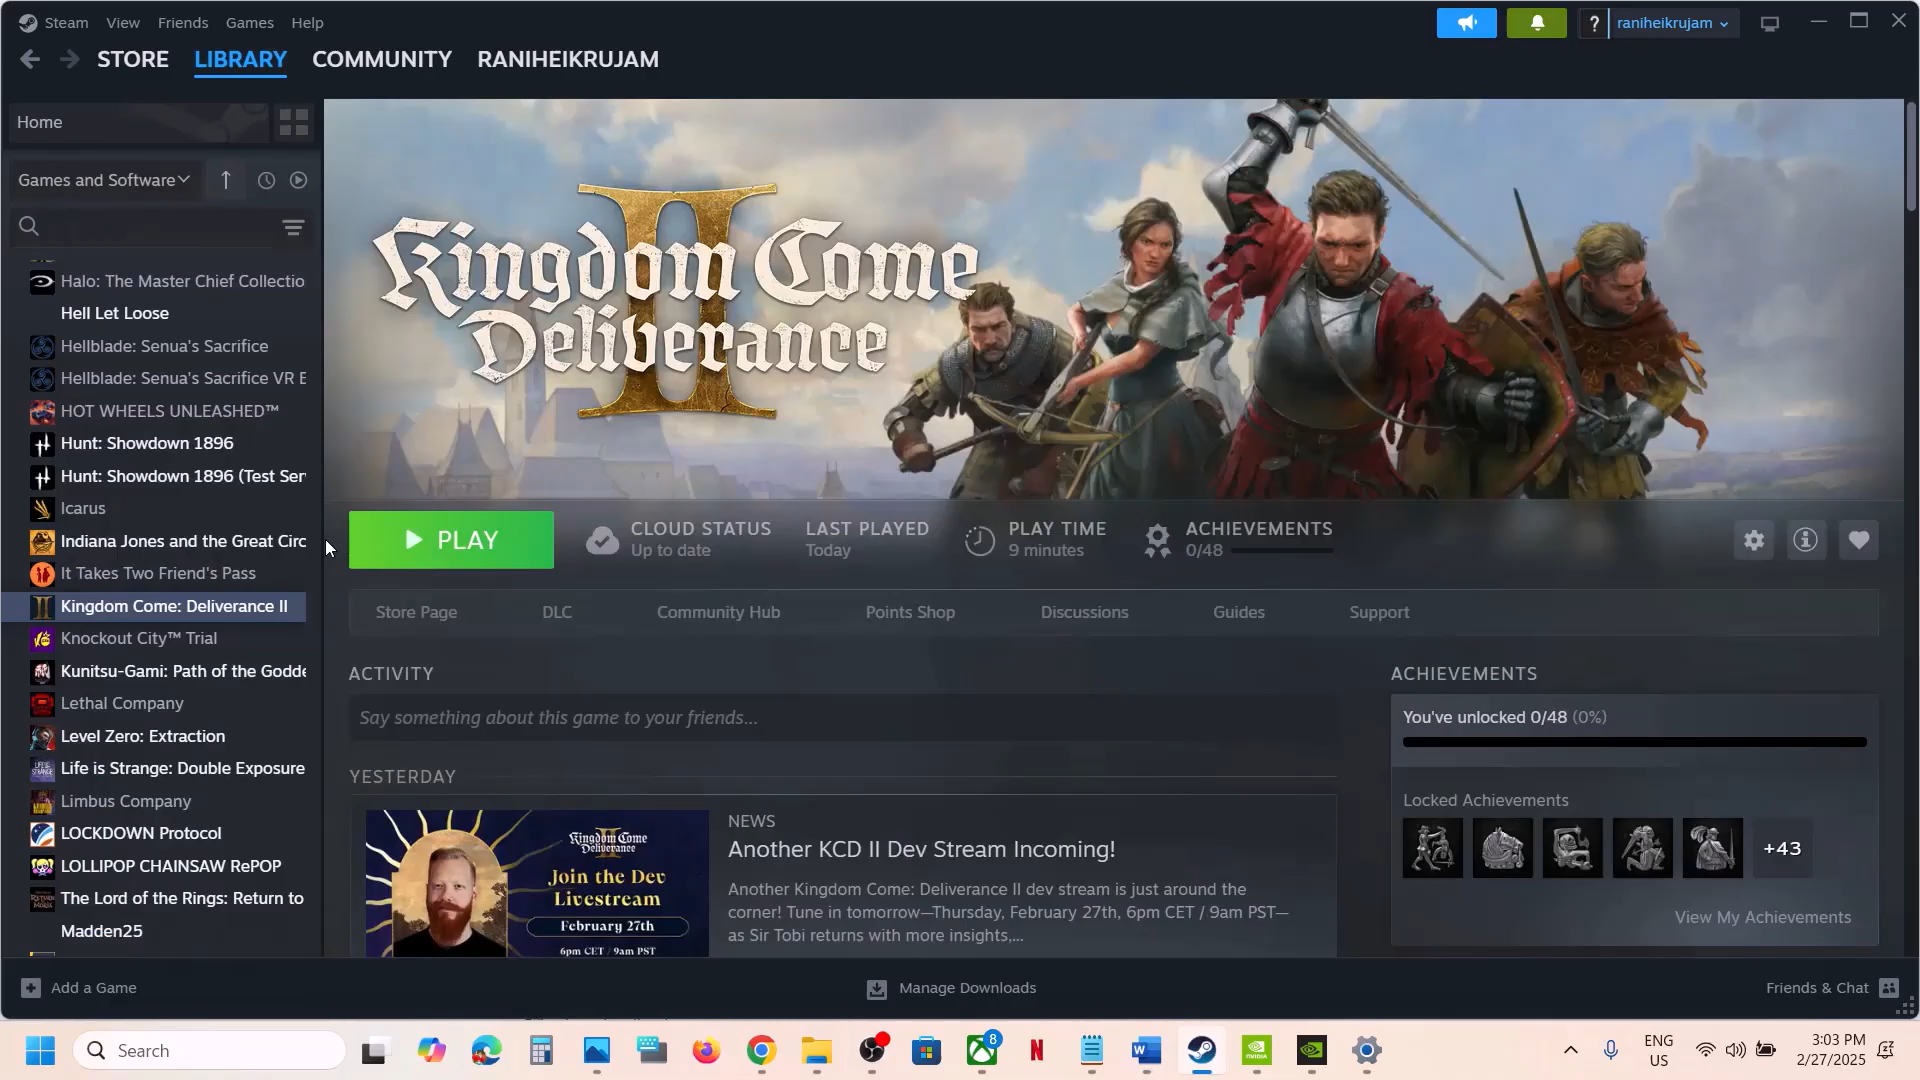 Steam View Friends Games Help
? raniheikrujam
STORE LIBRARY COMMUNITY RANIHEIKRUJAM
Home
Games and Software
Halo: The Master Chief Collectio
Hell Let Loose
Hellblade: Senua's Sacrifice
Hellblade: Senua's Sacrifice VR E
HOT WHEELS UNLEASHED™
Hunt: Showdown 1896
Hunt: Showdown 1896 (Test Ser
Icarus
Indiana Jones and the Great Circ
It Takes Two Friend's Pass
Kingdom Come: Deliverance II
Knockout City™ Trial
Kunitsu-Gami: Path of the Godde
Lethal Company
Level Zero: Extraction
Life is Strange: Double Exposure
Limbus Company
LOCKDOWN Protocol
LOLLIPOP CHAINSAW RePOP
The Lord of the Rings: Return to
Madden25
Kingdom Come
II
Deliverance
PLAY
CLOUD STATUS
Up to date
LAST PLAYED
Today
PLAY TIME
9 minutes
ACHIEVEMENTS
0/48
Store Page DLC Community Hub Points Shop Discussions Guides Support
ACTIVITY
Say something about this game to your friends...
YESTERDAY
Kingdom Come
Deliverance
Join the Dev
Livestream
February 27th
6pm CET / 9am PST
NEWS
Another KCD II Dev Stream Incoming!
Another Kingdom Come: Deliverance II dev stream is just around the
corner! Tune in tomorrow—Thursday, February 27th, 6pm CET / 9am PST—
as Sir Tobi returns with more insights,...
ACHIEVEMENTS
You've unlocked 0/48 (0%)
Locked Achievements
+43
View My Achievements
Add a Game
Manage Downloads
Friends & Chat
Search
8
ENG
US
3:03 PM
2/27/2025